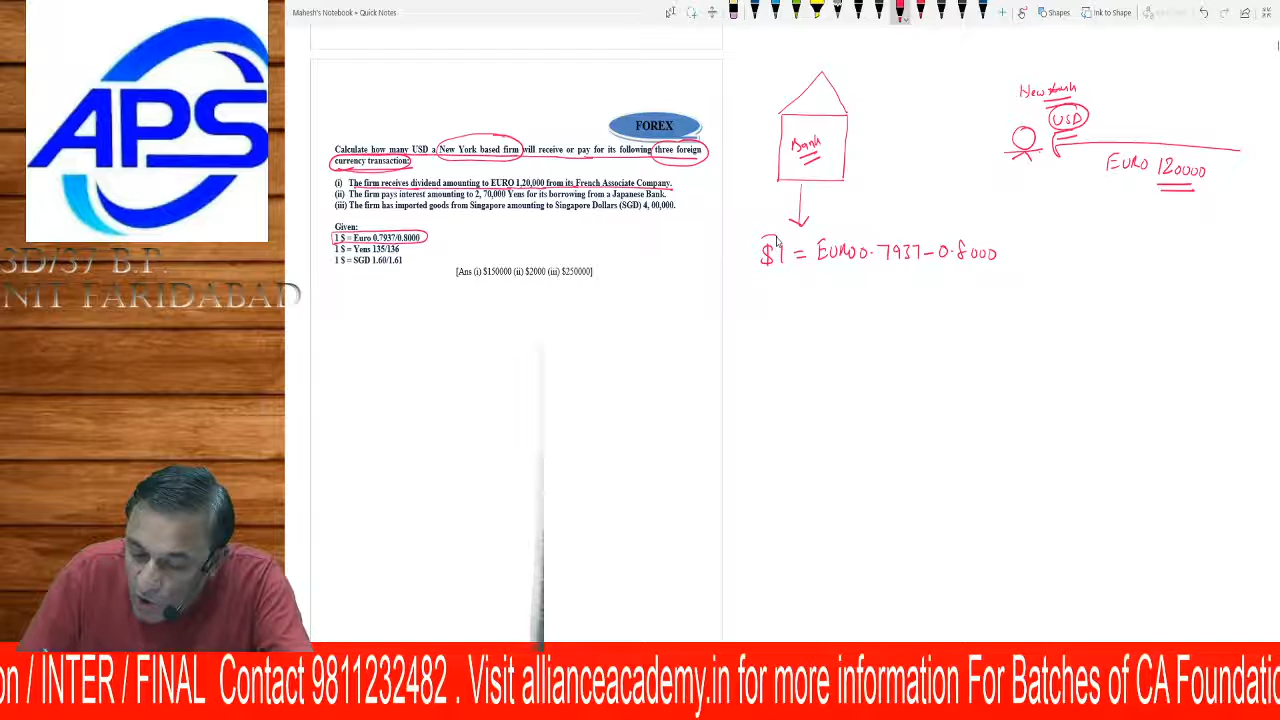 Mahesh's Notebook • Quick Notes
Shapes
Ink to Shape
APS
3D/37 B.P.
NIT FARIDABAD
FOREX
Calculate how many USD a New York based firm will receive or pay for its following three foreign
currency transaction:
(i) The firm receives dividend amounting to EURO 1,20,000 from its French Associate Company.
(ii) The firm pays interest amounting to 2, 70,000 Yens for its borrowing from a Japanese Bank.
(iii) The firm has imported goods from Singapore amounting to Singapore Dollars (SGD) 4, 00,000.
Given:
1 $ = Euro 0.7937/0.8000
1 $ = Yens 135/136
1 $ = SGD 1.60/1.61
[Ans (i) $150000 (ii) $2000 (iii) $250000]
Bank
$1 = EURO 0.7937-0.8000
USD
EURO 120000
on / INTER / FINAL Contact 9811232482 . Visit allianceacademy.in for more information For Batches of CA Foundatio